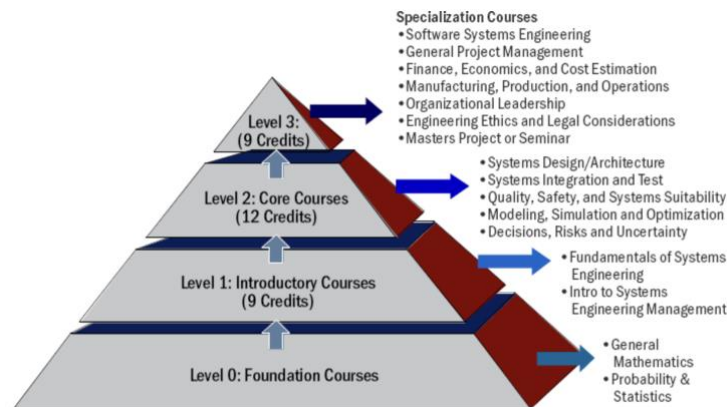 Specialization Courses
• Software Systems Engineering
• General Project Management
• Finance, Economics, and Cost Estimation
• Manufacturing, Production, and Operations
• Organizational Leadership
• Engineering Ethics and Legal Considerations
• Masters Project or Seminar
Level 3:
(9 Credits)
• Systems Design/Architecture
• Systems Integration and Test
• Quality, Safety, and Systems Suitability
• Modeling, Simulation and Optimization
• Decisions, Risks and Uncertainty
Level 2: Core Courses
(12 Credits)
• Fundamentals of Systems
Engineering
• Intro to Systems
Engineering Management
Level 1: Introductory Courses
(9 Credits)
• General
Mathematics
• Probability &
Statistics
Level 0: Foundation Courses